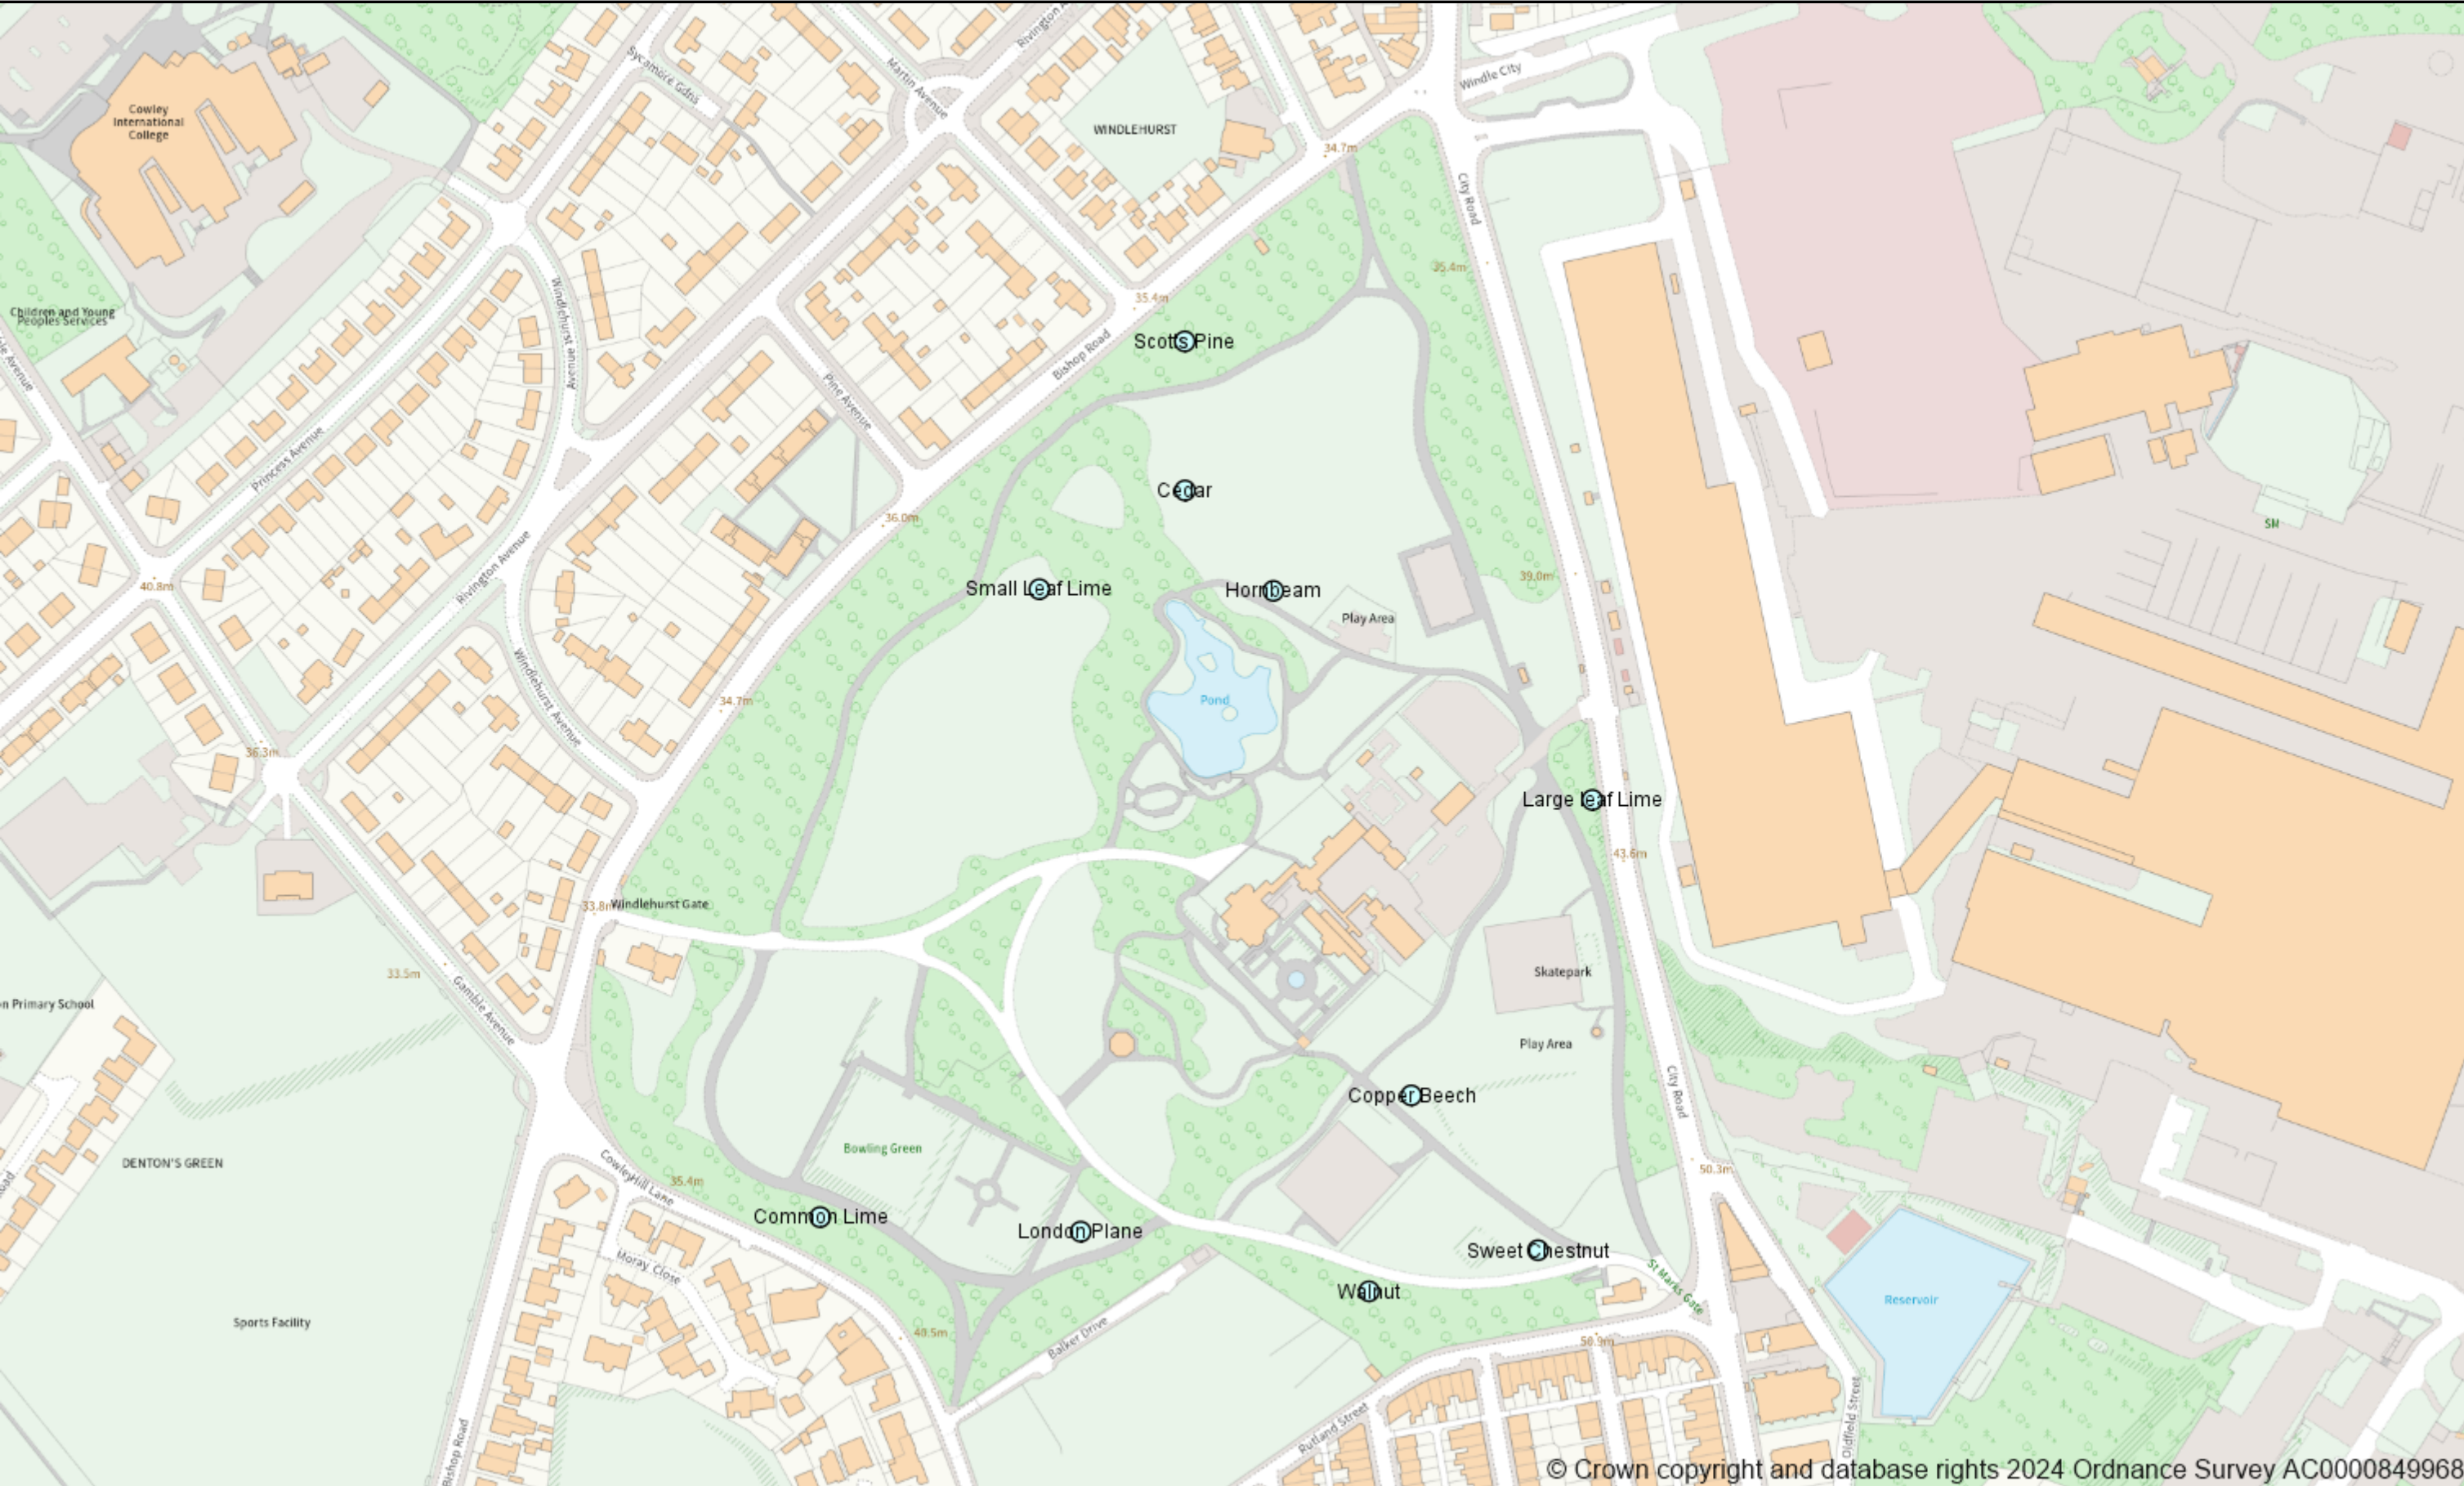 Rivington A
Sycamore Gdns
Martin Avenue
Windle City
Cowley
International
College
WINDLEHURST
34.7m
City Road
35.4m
Children and Young
Peoples Services
Windlehurst anuevA
35.4m
Scotts Pine
Bishop Road
Pine Avenue
Princess Avenue
Cedar
36.0m
SM
Rivington Avenue
39.0m
40.8m
Small Leaf Lime
Hornbeam
Play Area
Windlehurst Avenue
34.7m
Pond
36.3m
Large leaf Lime
43.6m
33.8m
Windlehurst Gate
33.5m
Skatepark
Gamble Avenue
n Primary School
Play Area
City Road
Copper Beech
Bowling Green
DENTON'S GREEN
Cowley Hill Lane
50.3m
35.4m
Common Lime
London Plane
Sweet Chestnut
Moray Close
St Marks Gate
Walnut
Reservoir
Sports Facility
40.5m
Balker Drive
50.9m
Rutland Street
Oldfield Street
Bishop Road
© Crown copyright and database rights 2024 Ordnance Survey AC0000849968